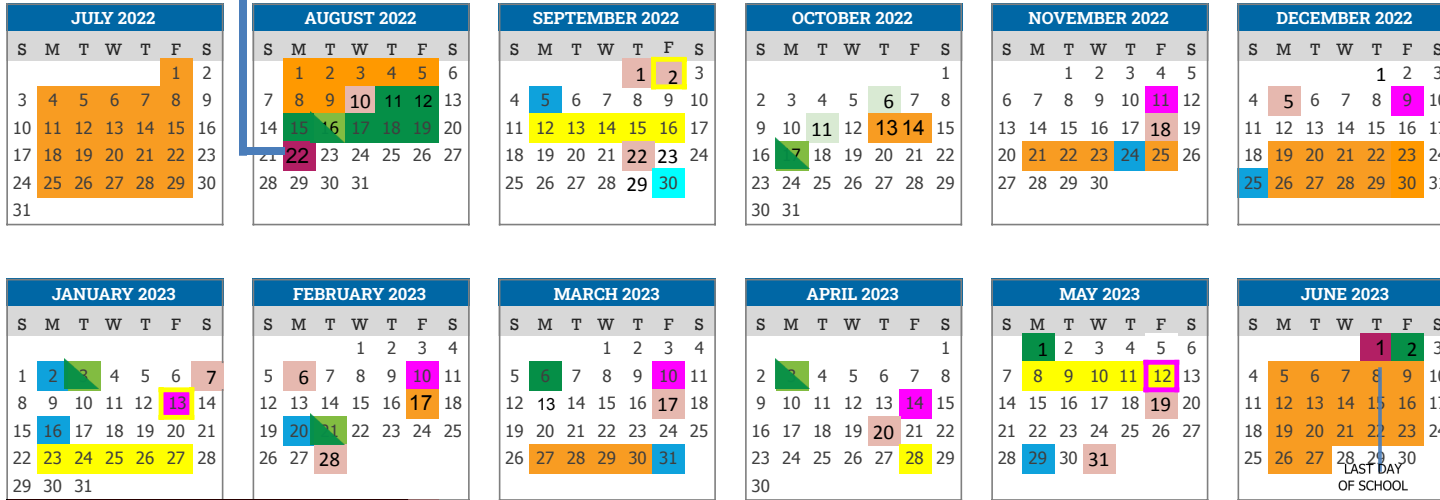 JULY 2022
S M T W T F S
1 2
3 4 5 6 7 8 9
10 11 12 13 14 15 16
17 18 19 20 21 22 23
24 25 26 27 28 29 30
31
AUGUST 2022
S M T W T F S
1 2 3 4 5 6
7 8 9 10 11 12 13
14 15 16 17 18 19 20
21 22 23 24 25 26 27
28 29 30 31
SEPTEMBER 2022
S M T W T F S
1 2 3
4 5 6 7 8 9 10
11 12 13 14 15 16 17
18 19 20 21 22 23 24
25 26 27 28 29 30
OCTOBER 2022
S M T W T F S
1
2 3 4 5 6 7 8
9 10 11 12 13 14 15
16 17 18 19 20 21 22
23 24 25 26 27 28 29
30 31
NOVEMBER 2022
S M T W T F S
1 2 3 4 5
6 7 8 9 10 11 12
13 14 15 16 17 18 19
20 21 22 23 24 25 26
27 28 29 30
DECEMBER 2022
S M T W T F S
1 2 3
4 5 6 7 8 9 10
11 12 13 14 15 16 17
18 19 20 21 22 23 24
25 26 27 28 29 30 31
JANUARY 2023
S M T W T F S
1 2 3 4 5 6 7
8 9 10 11 12 13 14
15 16 17 18 19 20 21
22 23 24 25 26 27 28
29 30 31
FEBRUARY 2023
S M T W T F S
1 2 3 4
5 6 7 8 9 10 11
12 13 14 15 16 17 18
19 20 21 22 23 24 25
26 27 28
MARCH 2023
S M T W T F S
1 2 3 4
5 6 7 8 9 10 11
12 13 14 15 16 17 18
19 20 21 22 23 24 25
26 27 28 29 30 31
APRIL 2023
S M T W T F S
1
2 3 4 5 6 7 8
9 10 11 12 13 14 15
16 17 18 19 20 21 22
23 24 25 26 27 28 29
30
MAY 2023
S M T W T F S
1 2 3 4 5 6
7 8 9 10 11 12 13
14 15 16 17 18 19 20
21 22 23 24 25 26 27
28 29 30 31
JUNE 2023
S M T W T F S
1 2 3
4 5 6 7 8 9 10
11 12 13 14 15 16 17
18 19 20 21 22 23 24
25 26 27 28 29 30
LAST DAY
OF SCHOOL